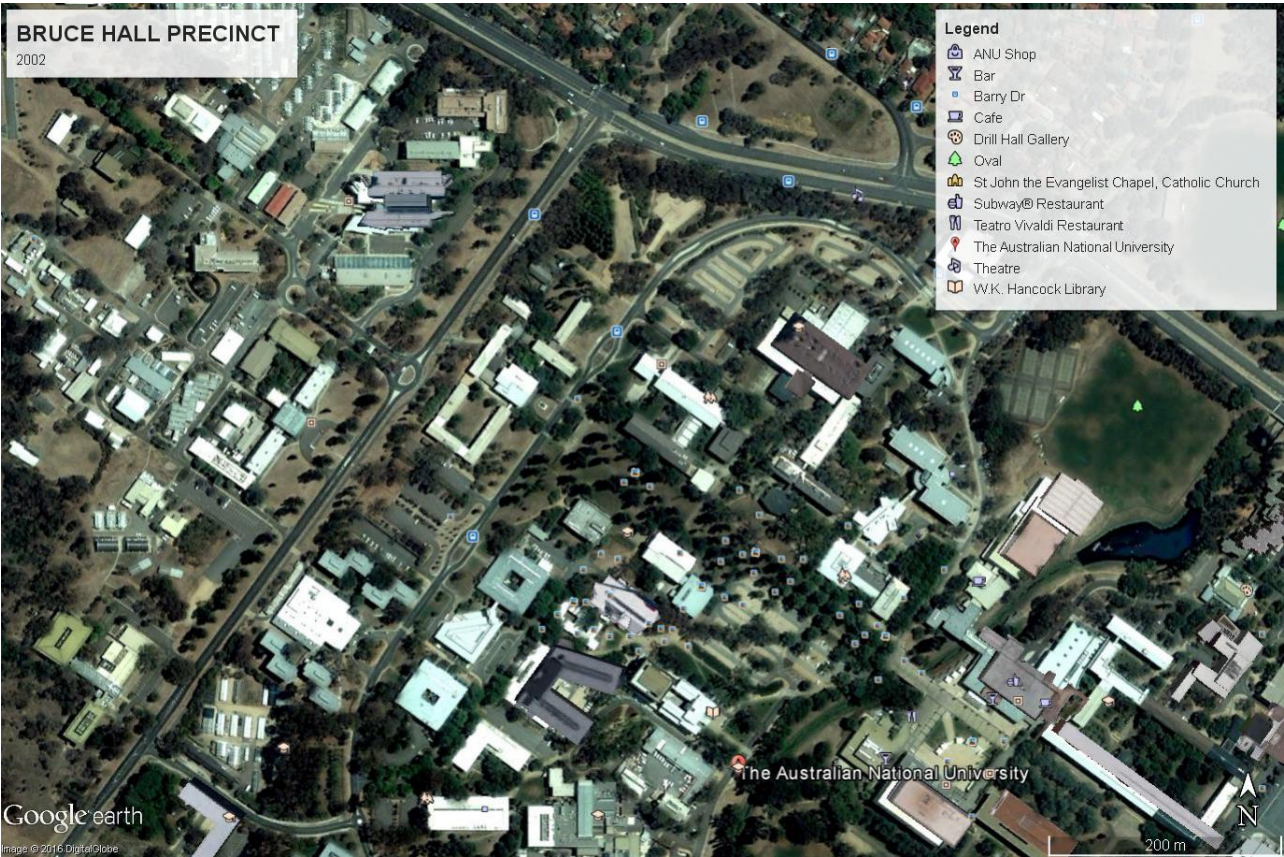 BRUCE HALL PRECINCT
2002
Legend
ANU Shop
Bar
Barry Dr
Cafe
Drill Hall Gallery
Oval
St John the Evangelist Chapel, Catholic Church
Subway® Restaurant
Teatro Vivaldi Restaurant
The Australian National University
Theatre
W.K. Hancock Library
The Australian National University
Google earth
Image © 2016 DigitalGlobe
N
200 m